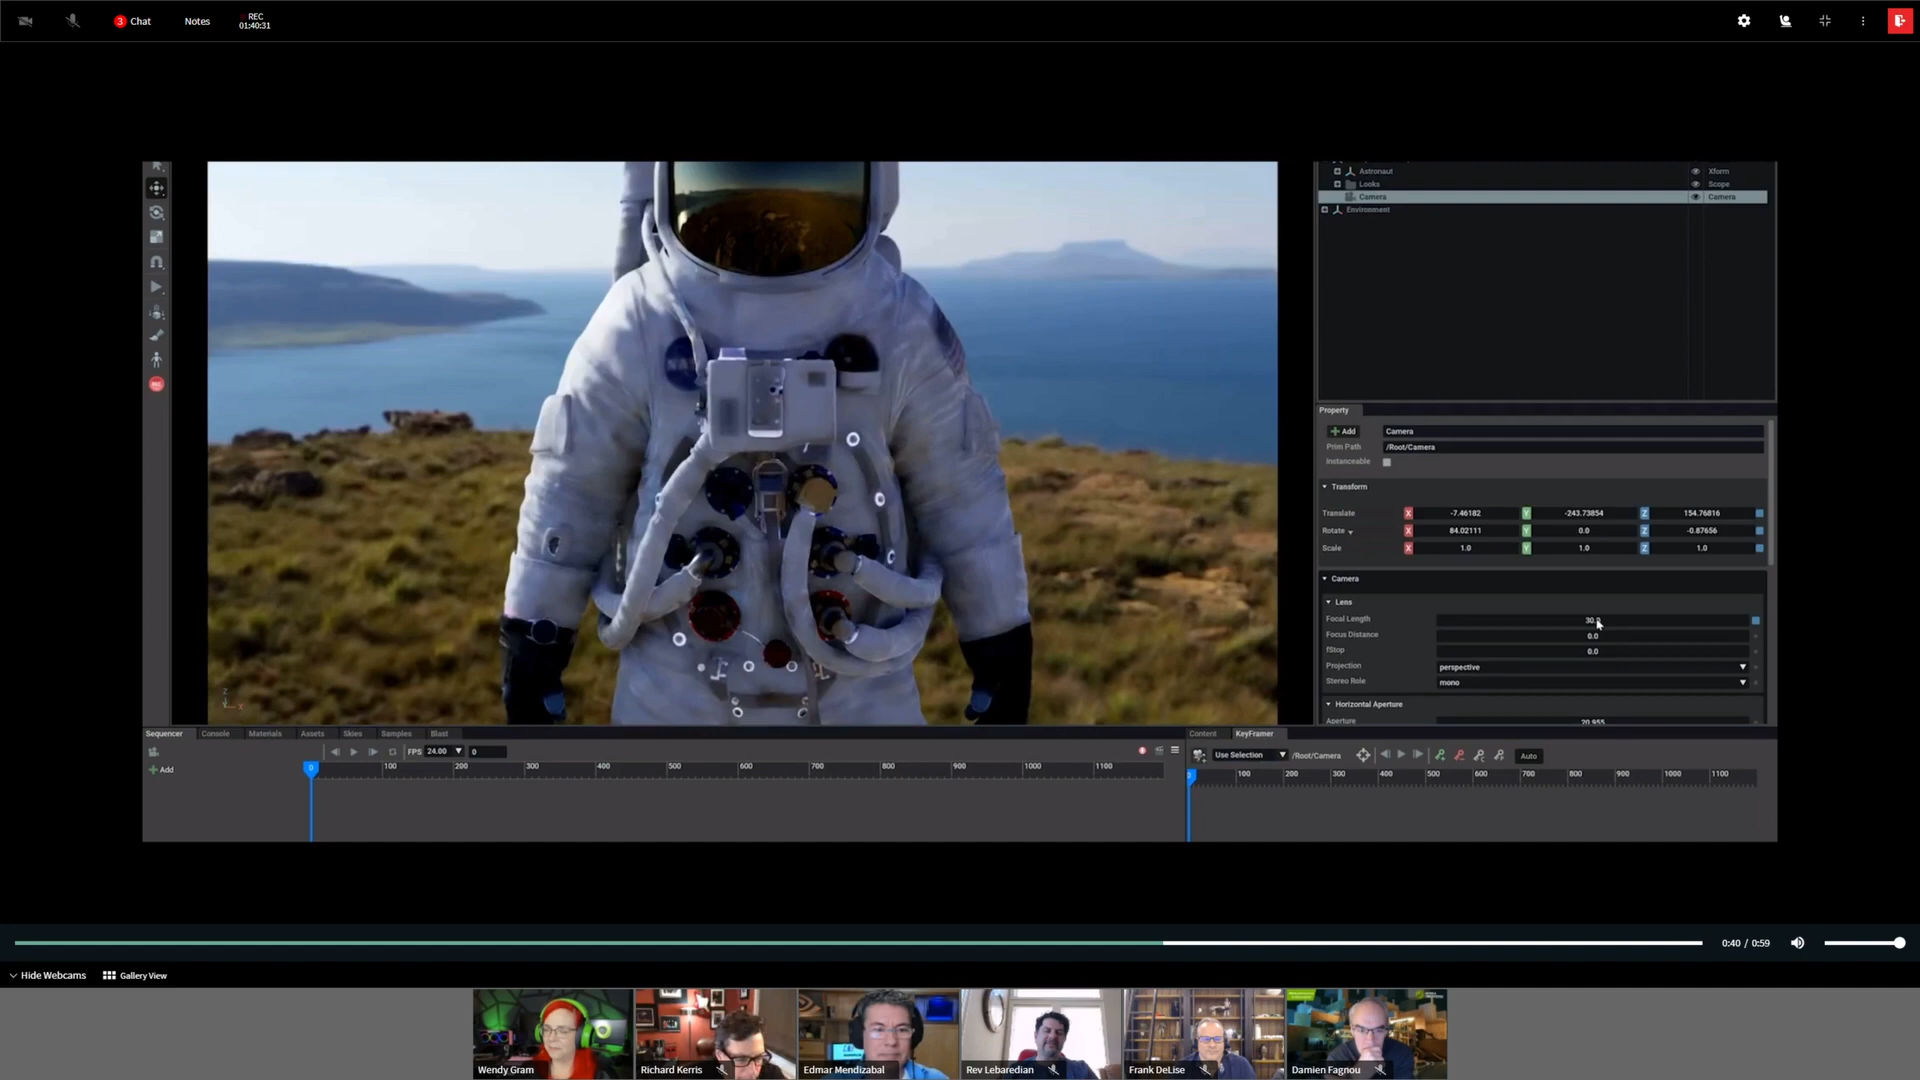 3 Chat Notes REC
01:40:31
Astronaut Xform
Looks Scope
Camera Camera
Environment
Property
Add Camera
Prim Path /Root/Camera
Instanceable
Transform
Translate X -7.46182 Y -243.73854 Z 154.76816
Rotate X 84.02111 Y 0.0 Z -0.87656
Scale X 1.0 Y 1.0 Z 1.0
Camera
Lens
Focal Length
Focus Distance 0.0
fStop 0.0
Projection perspective
Stereo Role mono
Horizontal Aperture
Aperture 20.955
Z
X
Sequencer Console Materials Assets Skies Samples Blast
FPS 24.00 0
Add
0 100 200 300 400 500 600 700 800 900 1000 1100
Content KeyFramer
Use Selection /Root/Camera Auto
100 200 300 400 500 600 700 800 900 1000 1100
0:40 / 0:59
Hide Webcams Gallery View
Wendy Gram Richard Kerris Edmar Mendizabal Rev Lebaredian Frank DeLise Damien Fagnou